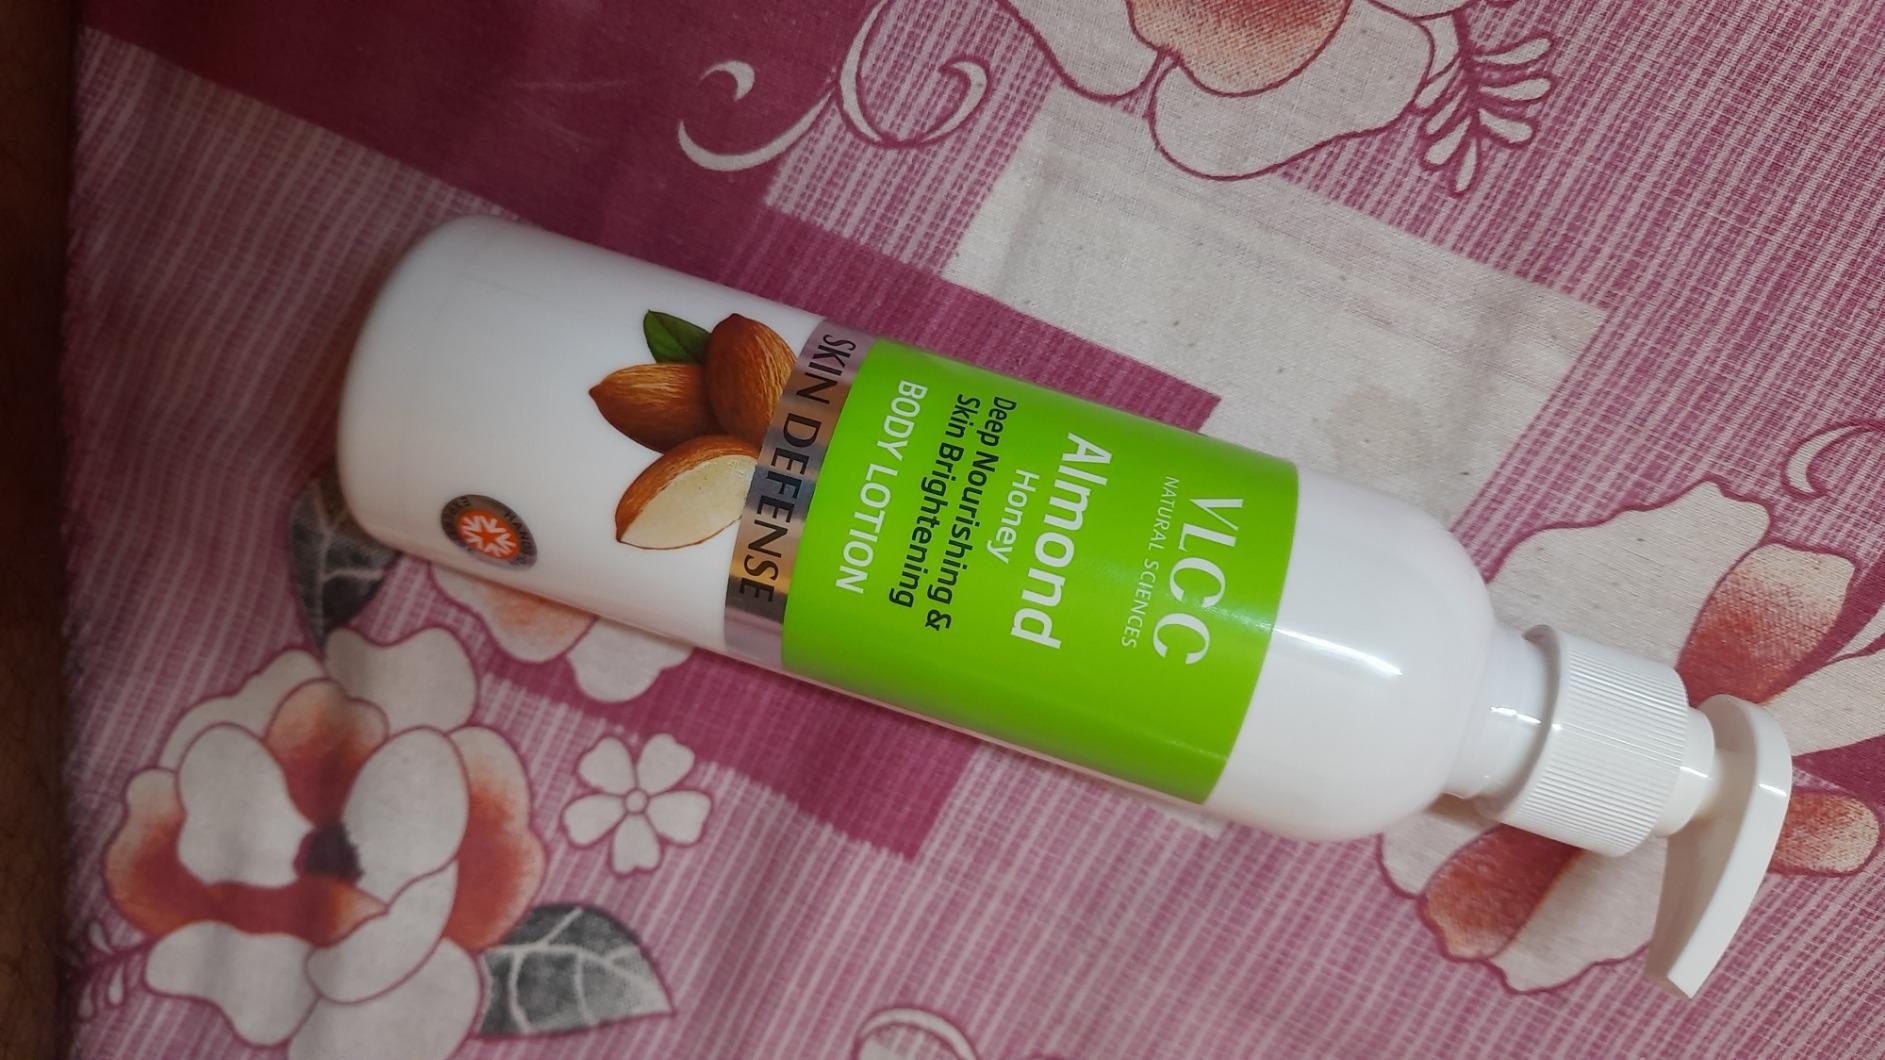 VLCC
NATURAL SCIENCES
Almond
Honey
Deep Nourishing &
Skin Brightening
BODY LOTION
SKIN DEFENSE